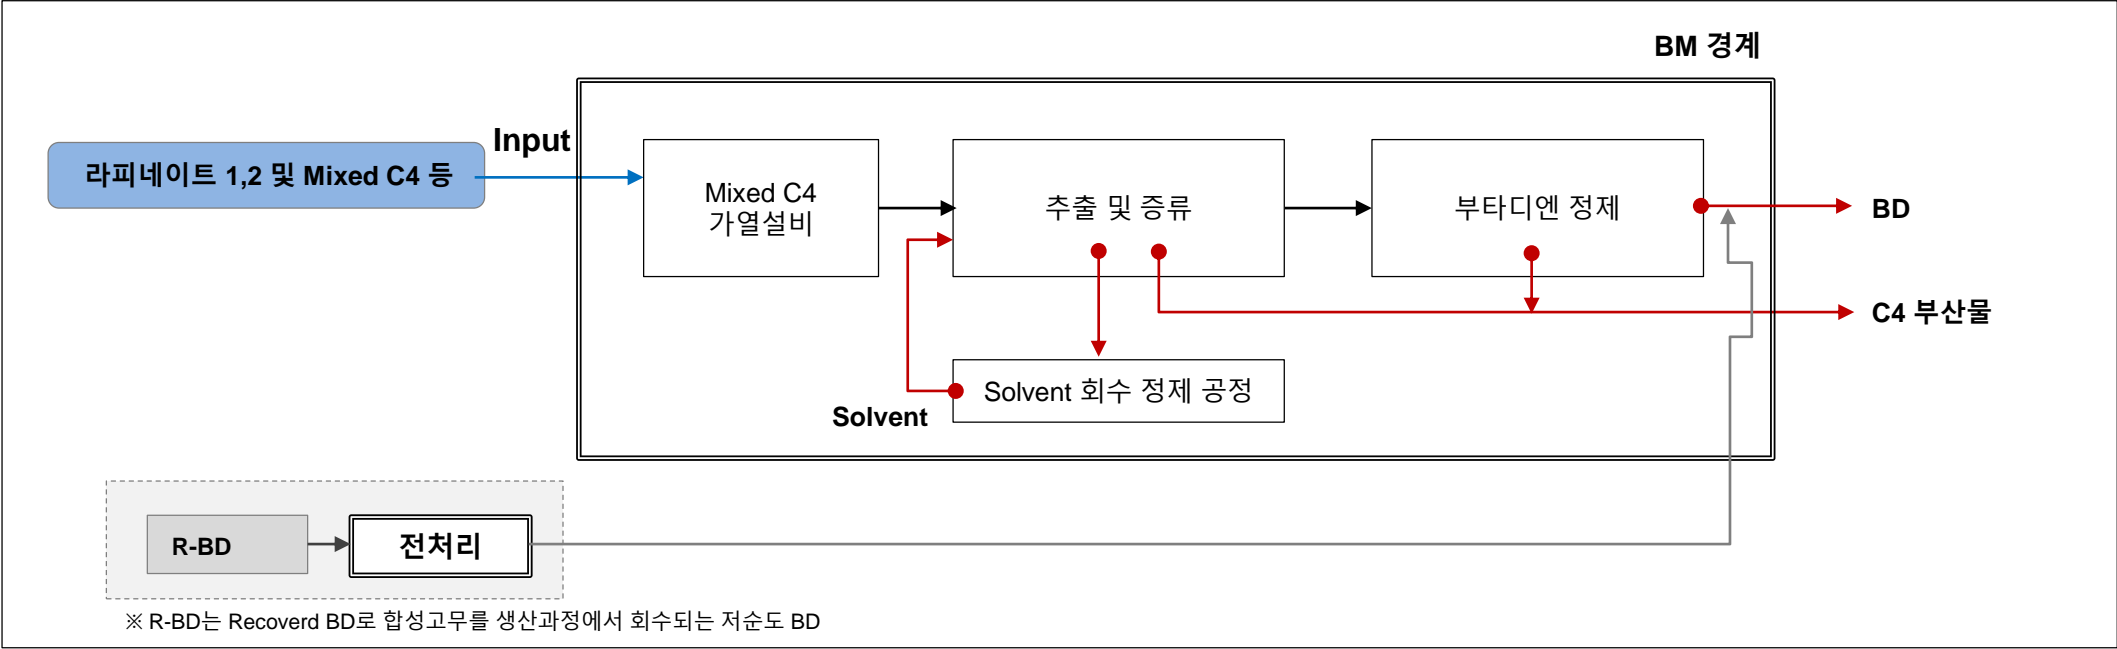 BM 경계
Input
라피네이트 1,2 및 Mixed C4 등
Mixed C4
가열설비
추출 및 증류
부타디엔 정제
BD
C4 부산물
Solvent 회수 정제 공정
Solvent
R-BD
전처리
※ R-BD는 Recoverd BD로 합성고무를 생산과정에서 회수되는 저순도 BD